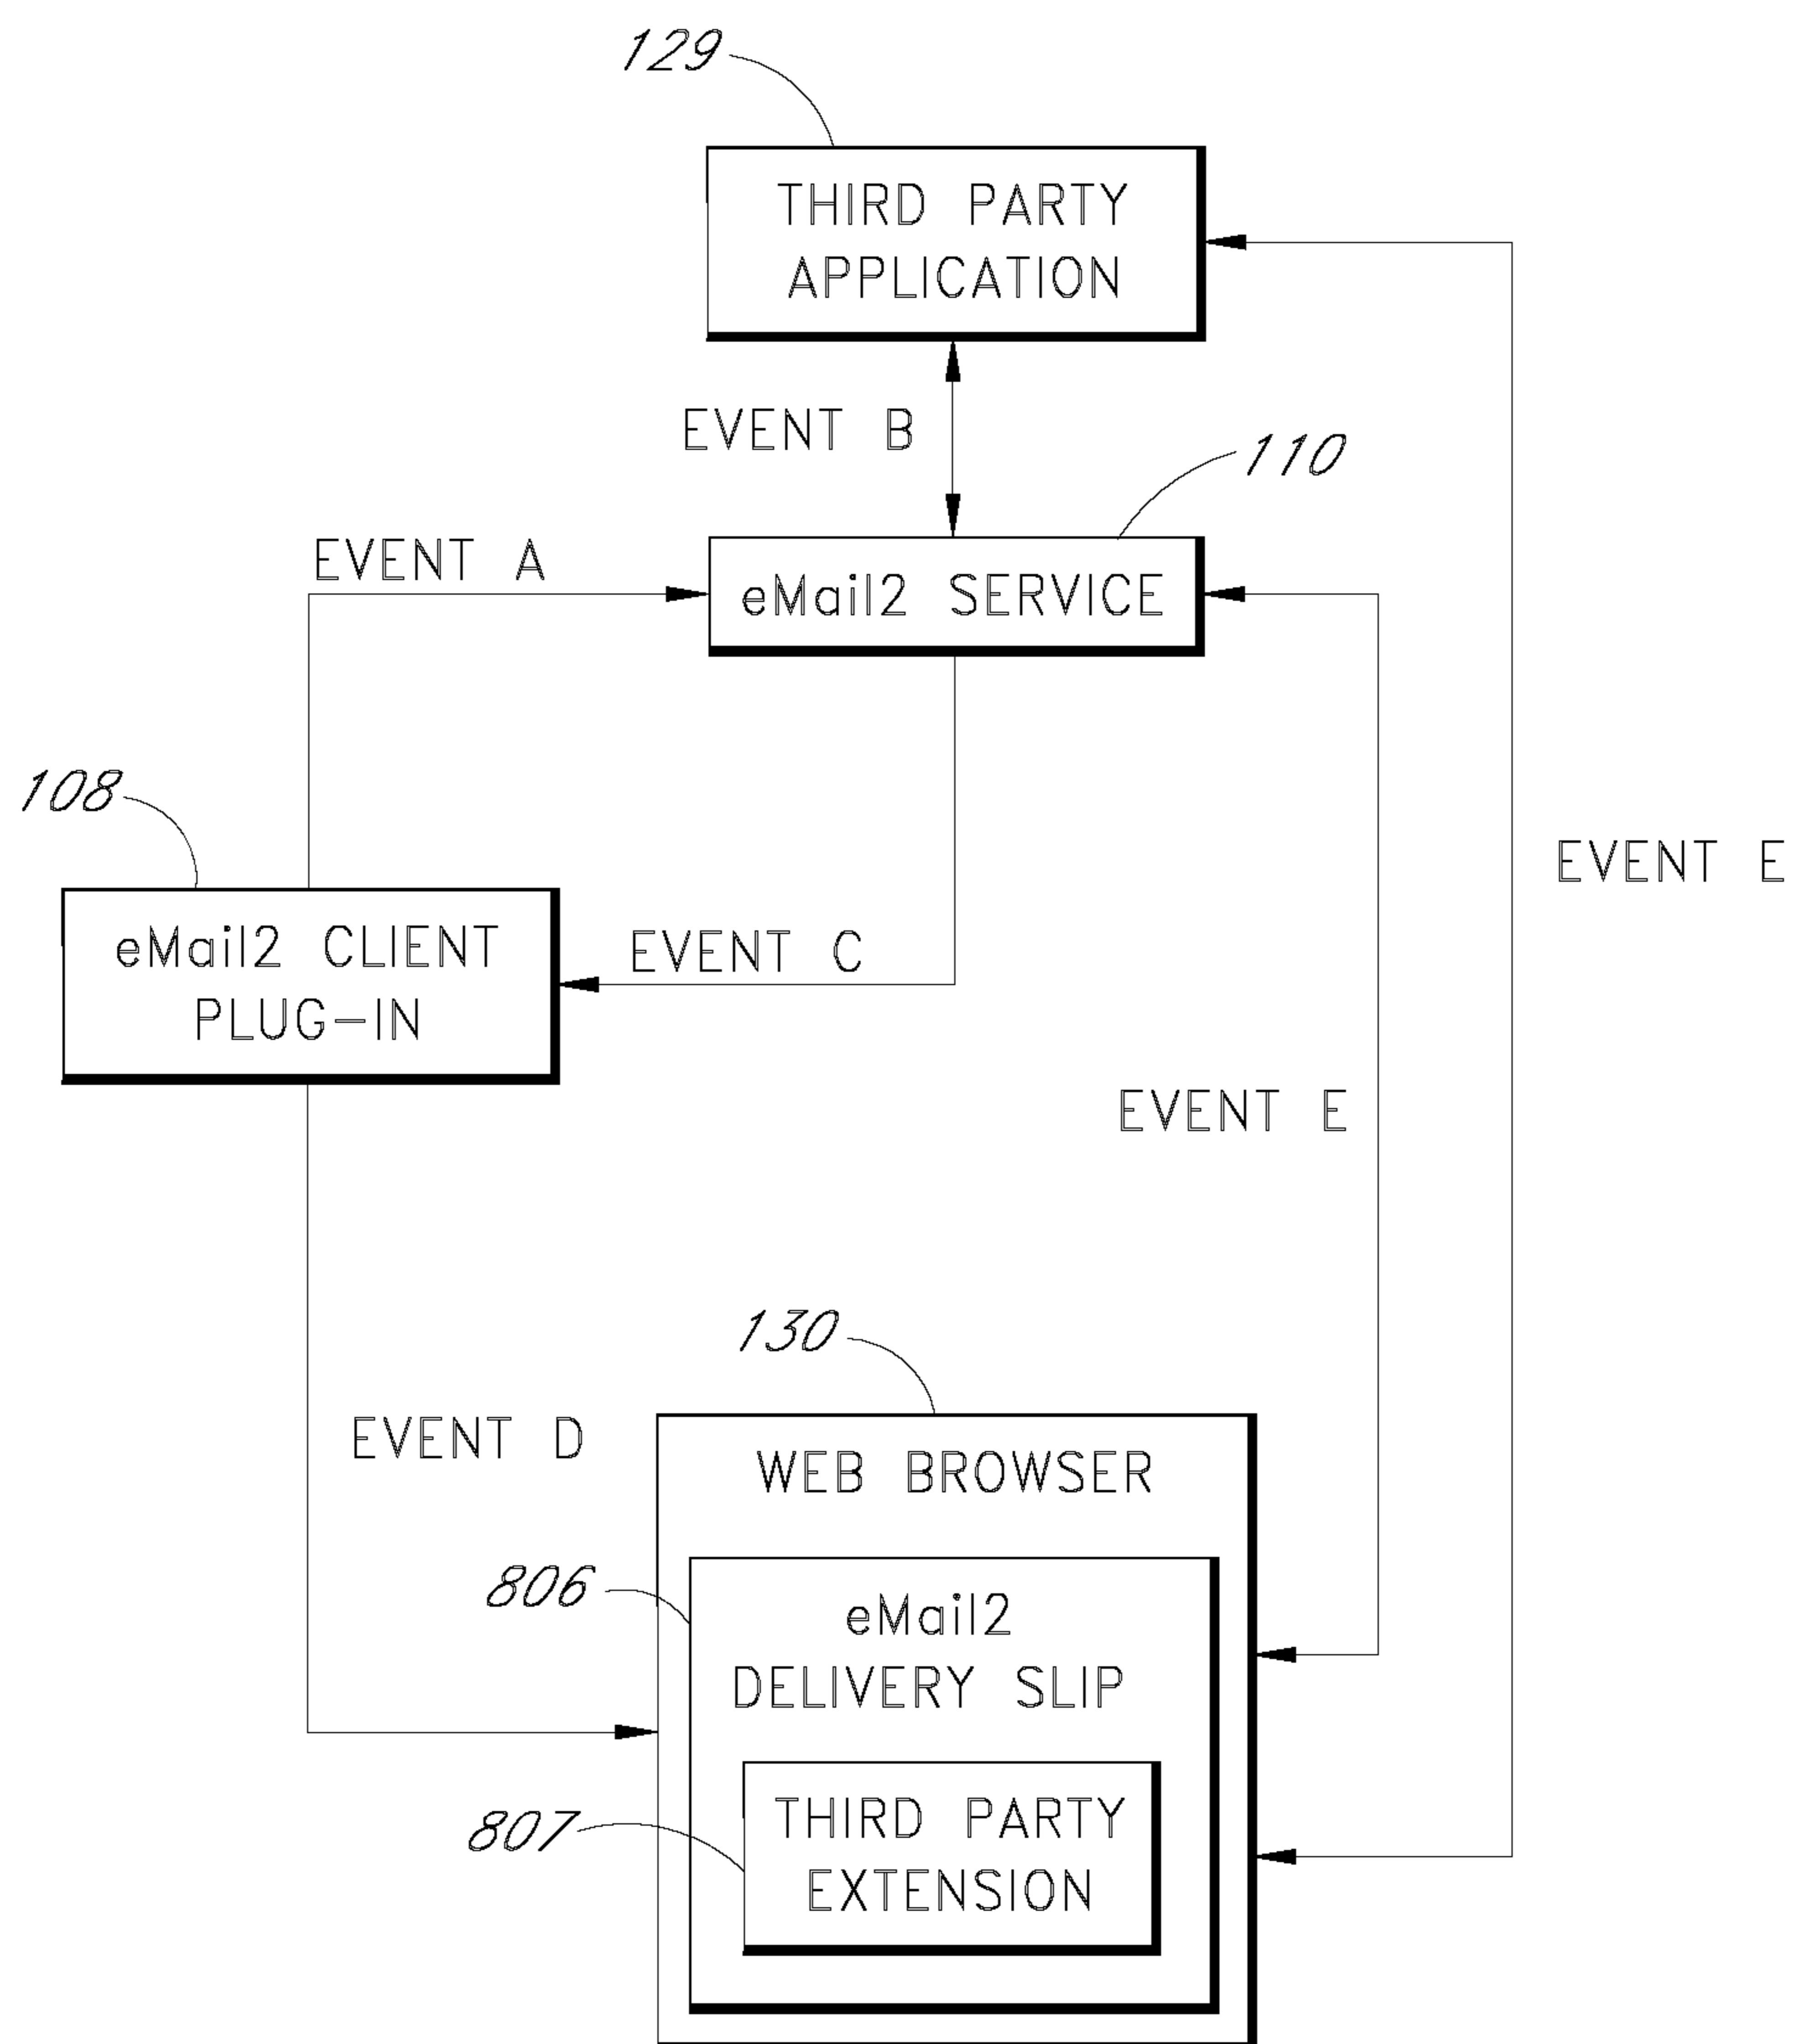 129
THIRD PARTY
APPLICATION
EVENT B
110
EVENT A
eMail2 SERVICE
108
EVENT E
eMail2 CLIENT
PLUG-IN
EVENT C
EVENT E
130
EVENT D
WEB BROWSER
806
eMail2
DELIVERY SLIP
807
THIRD PARTY
EXTENSION